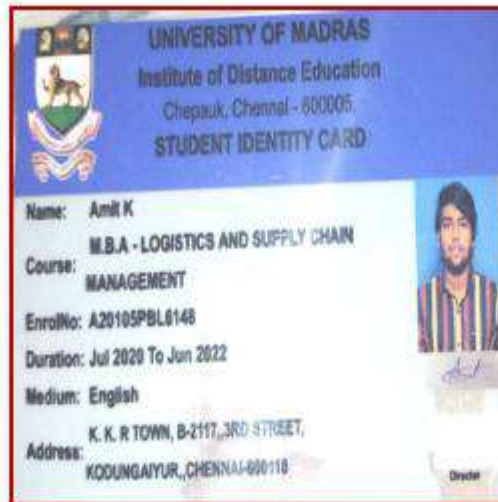 UNIVERSITY OF MADRAS
Institute of Distance Education
Chepauk, Chennai - 600005
STUDENT IDENTITY CARD
Name: Amit K
Course: M.B.A - LOGISTICS AND SUPPLY CHAIN
MANAGEMENT
EnrolNo: A20105PBL6148
Duration: Jul 2020 To Jun 2022
Medium: English
Address: K. K. R TOWN, B-2117,,3RD STREET,
KODUNGAIYUR,,CHENNAI-600118
Director